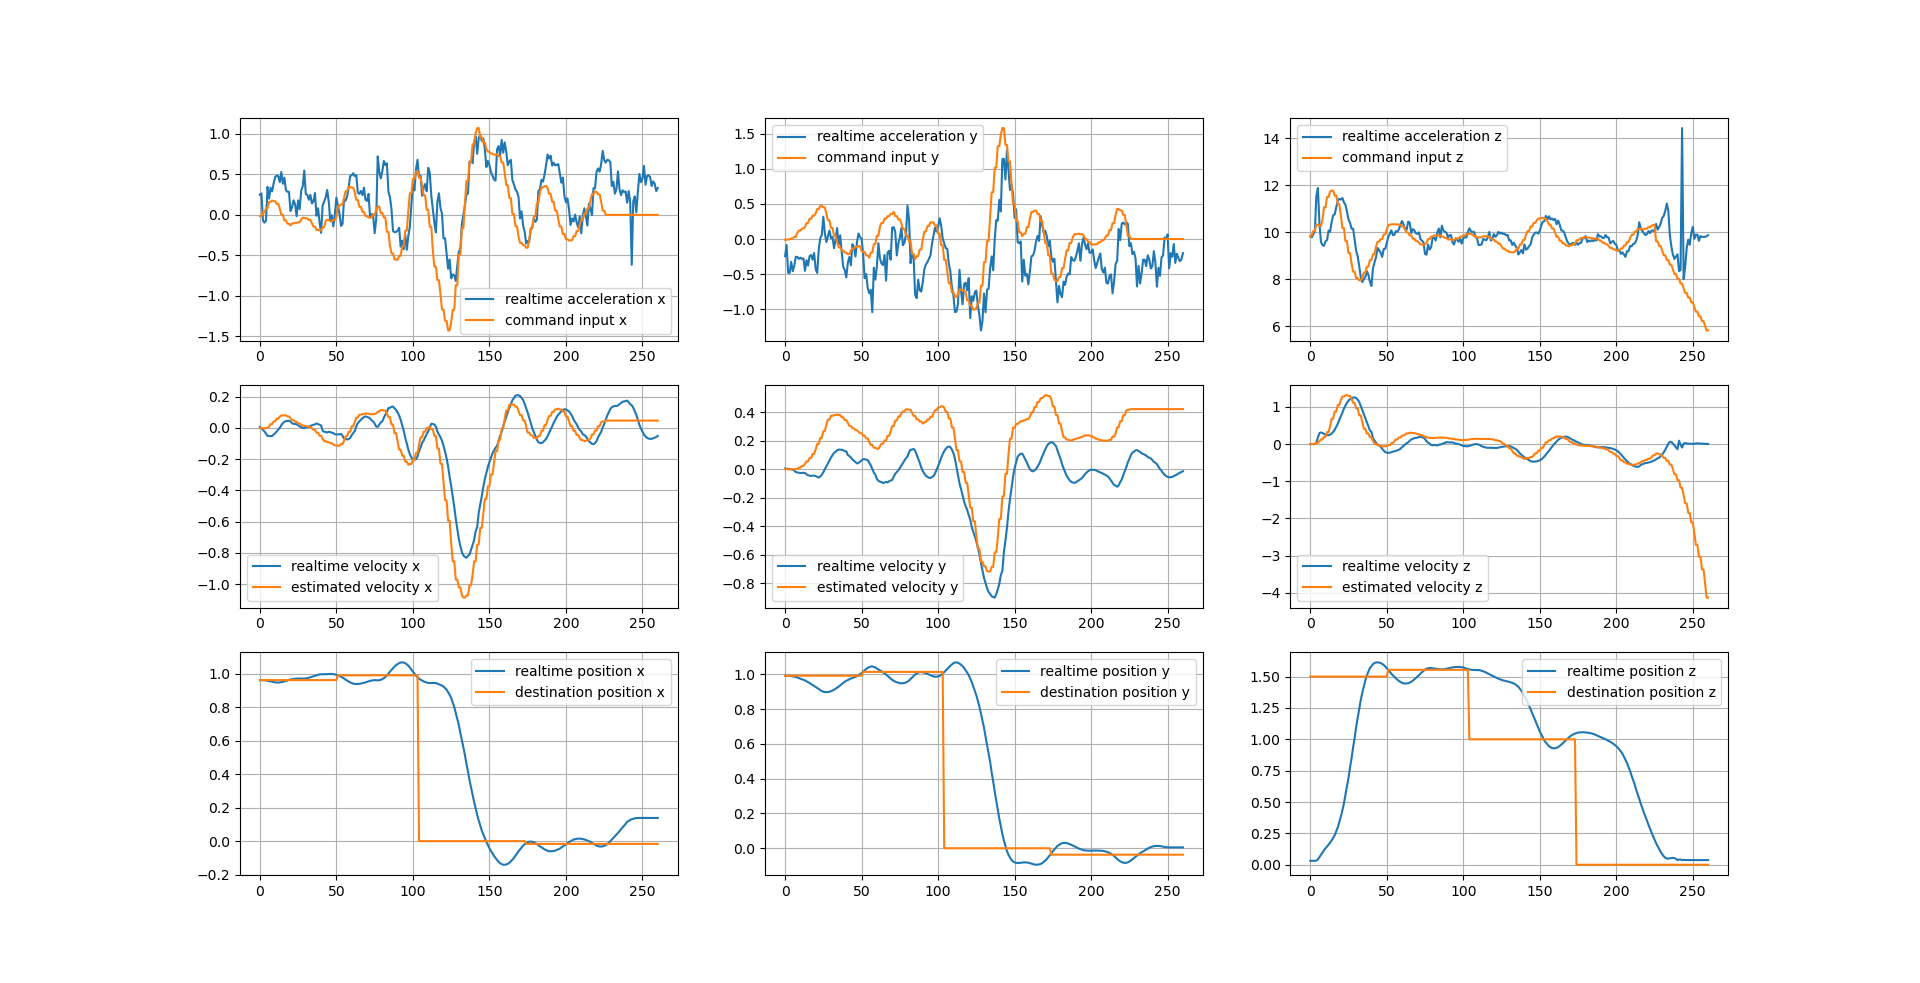 1.0
0.5
0.0
−0.5
−1.0
−1.5
realtime acceleration x
command input x
0 50 100 150 200 250
1.5
1.0
0.5
0.0
−0.5
−1.0
realtime acceleration y
command input y
0 50 100 150 200 250
14
12
10
8
6
realtime acceleration z
command input z
0 50 100 150 200 250
0.2
0.0
−0.2
−0.4
−0.6
−0.8
−1.0
realtime velocity x
estimated velocity x
0 50 100 150 200 250
0.4
0.2
0.0
−0.2
−0.4
−0.6
−0.8
realtime velocity y
estimated velocity y
0 50 100 150 200 250
1
0
−1
−2
−3
−4
realtime velocity z
estimated velocity z
0 50 100 150 200 250
1.0
0.8
0.6
0.4
0.2
0.0
−0.2
realtime position x
destination position x
0 50 100 150 200 250
1.0
0.8
0.6
0.4
0.2
0.0
realtime position y
destination position y
0 50 100 150 200 250
1.50
1.25
1.00
0.75
0.50
0.25
0.00
realtime position z
destination position z
0 50 100 150 200 250